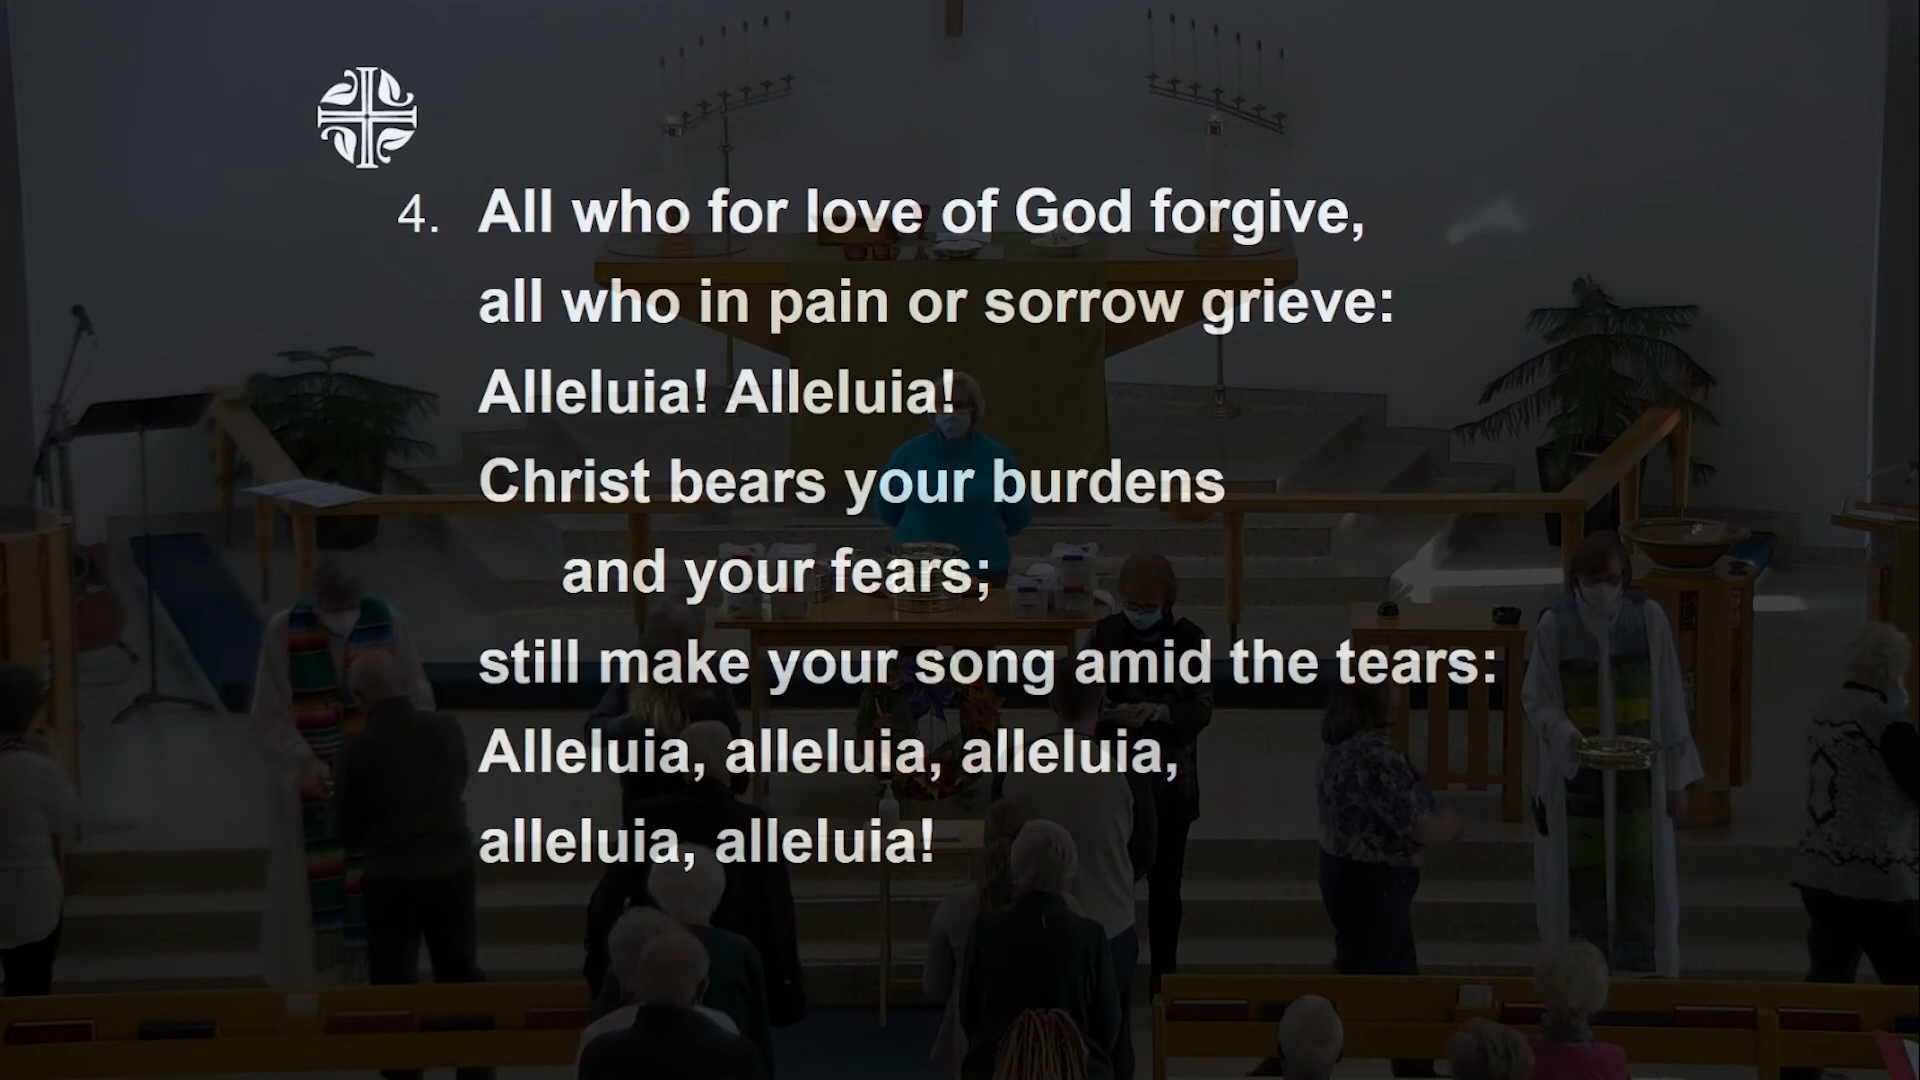 4. All who for love of God forgive,
all who in pain or sorrow grieve:
Alleluia! Alleluia!
Christ bears your burdens
and your fears;
still make your song amid the tears:
Alleluia, alleluia, alleluia,
alleluia, alleluia!